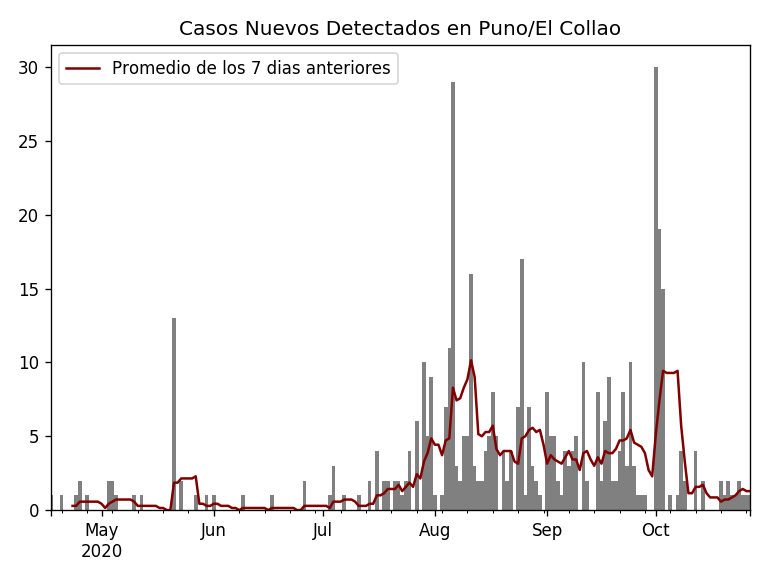 Casos Nuevos Detectados en Puno/El Collao
Promedio de los 7 dias anteriores
30
25
20
15
10
5
0
May Jun Jul Aug Sep Oct
2020